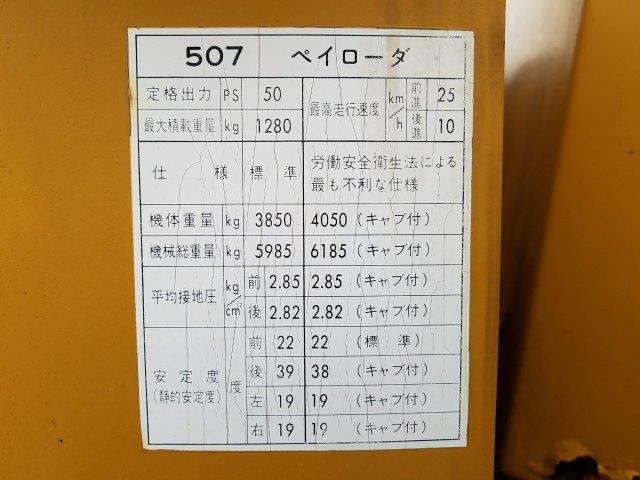 507 ペイローダ
定格出力 PS 50 最高走行速度 km/h 前進 25
最大積載重量 kg 1280 後進 10
仕様 標準 労働安全衛生法による
最も不利な仕様
機体重量 kg 3850 4050 (キャブ付)
機械総重量 kg 5985 6185 (キャブ付)
平均接地圧 kg/cm² 前 2.85 2.85 (キャブ付)
後 2.82 2.82 (キャブ付)
安定度 (静的安定度) 度 前 22 22 (標準)
後 39 38 (キャブ付)
左 19 19 (キャブ付)
右 19 19 (キャブ付)